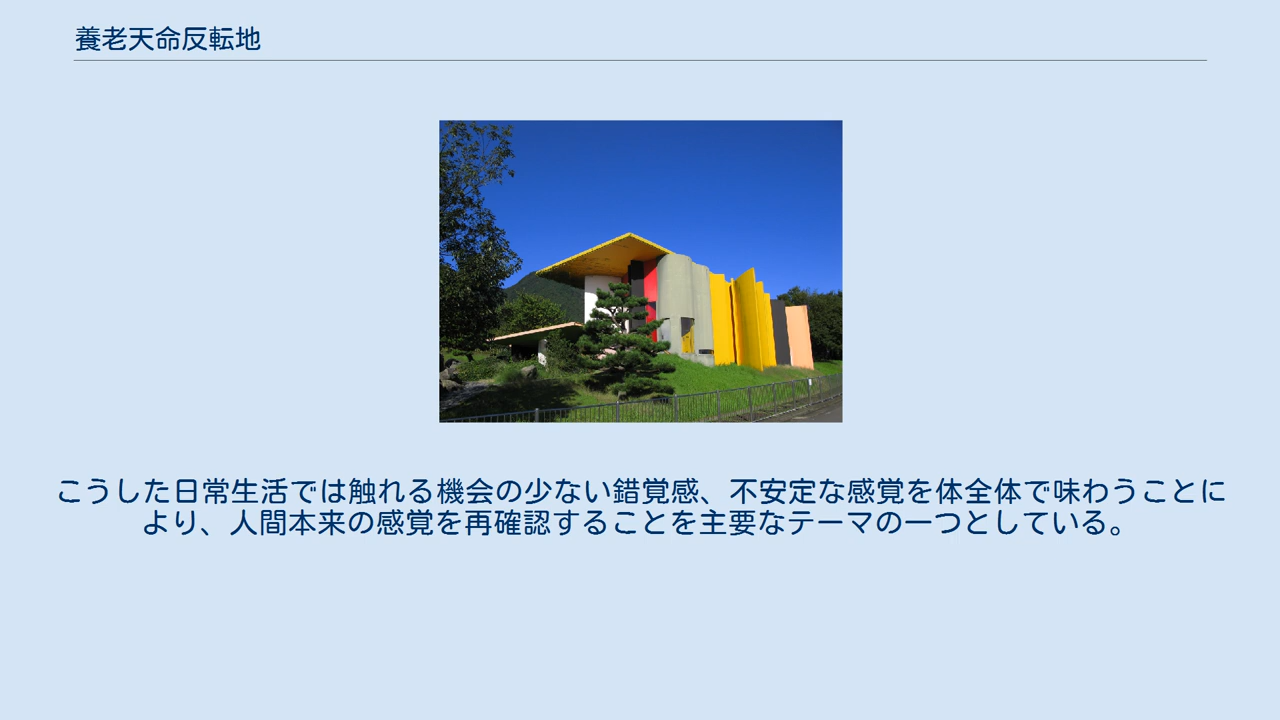 養老天命反転地
こうした日常生活では触れる機会の少ない錯覚感、不安定な感覚を体全体で味わうことに
より、人間本来の感覚を再確認することを主要なテーマの一つとしている。